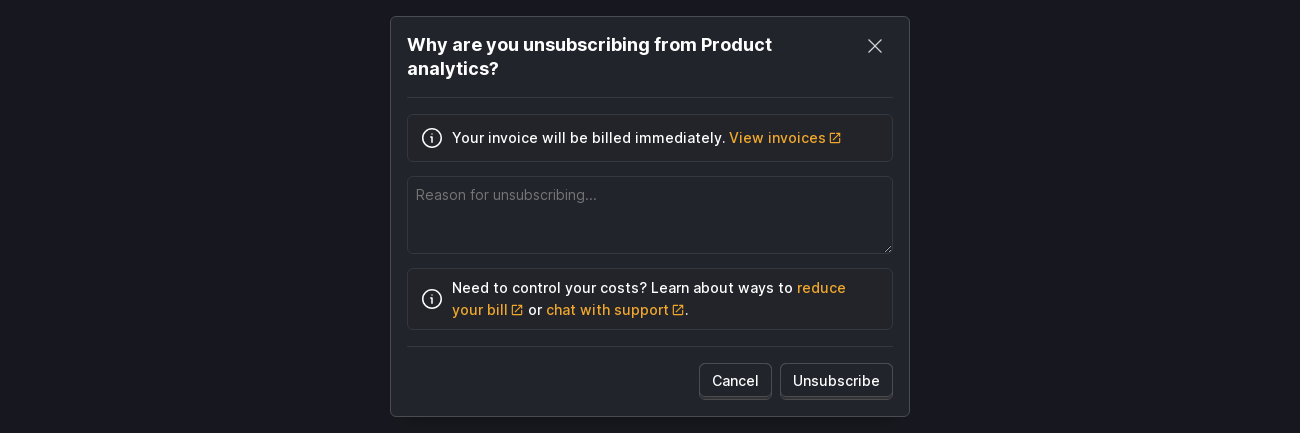 Why are you unsubscribing from Product
analytics?
Your invoice will be billed immediately. View invoices
Reason for unsubscribing...
Need to control your costs? Learn about ways to reduce
your bill or chat with support.
Cancel Unsubscribe